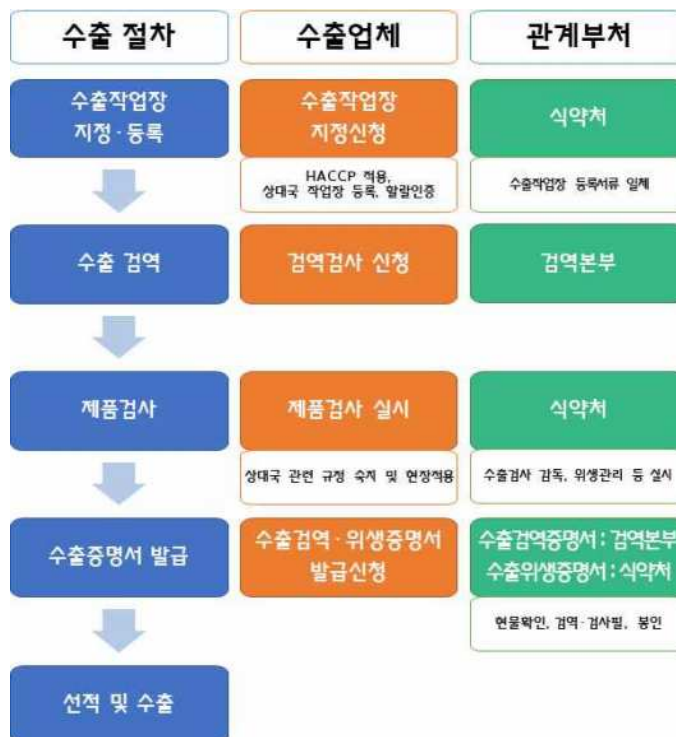 수출 절차
수출업체
관계부처
수출작업장
지정·등록
수출작업장
지정신청
식약처
HACCP 적용,
상대국 작업장 등록, 할랄인증
수출작업장 등록서류 일체
수출 검역
검역검사 신청
검역본부
제품검사
제품검사 실시
식약처
상대국 관련 규정 숙지 및 현장적용
수출검사 감독, 위생관리 등 실시
수출증명서 발급
수출검역·위생증명서
발급신청
수출검역증명서 : 검역본부
수출위생증명서 : 식약처
현물확인, 검역·검사필, 봉인
선적 및 수출